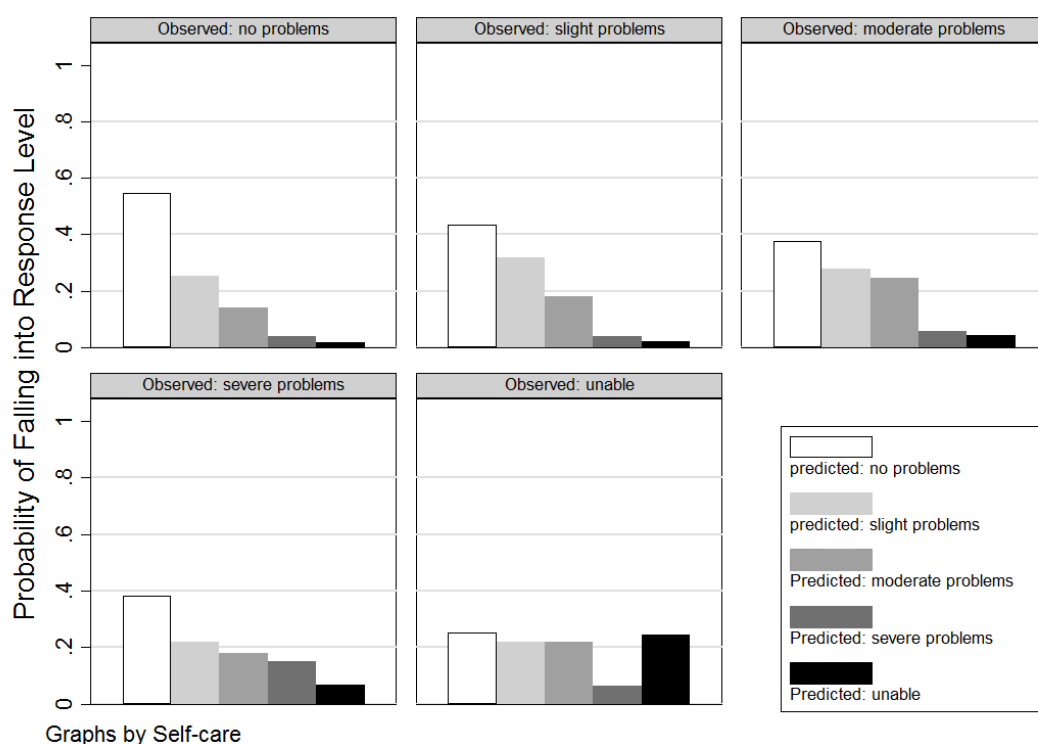 Observed: no problems
Observed: slight problems
Observed: moderate problems
Probability of Falling into Response Level
1
.8
.6
.4
.2
0
Observed: severe problems
Observed: unable
1
.8
.6
.4
.2
0
predicted: no problems
predicted: slight problems
Predicted: moderate problems
Predicted: severe problems
Predicted: unable
Graphs by Self-care